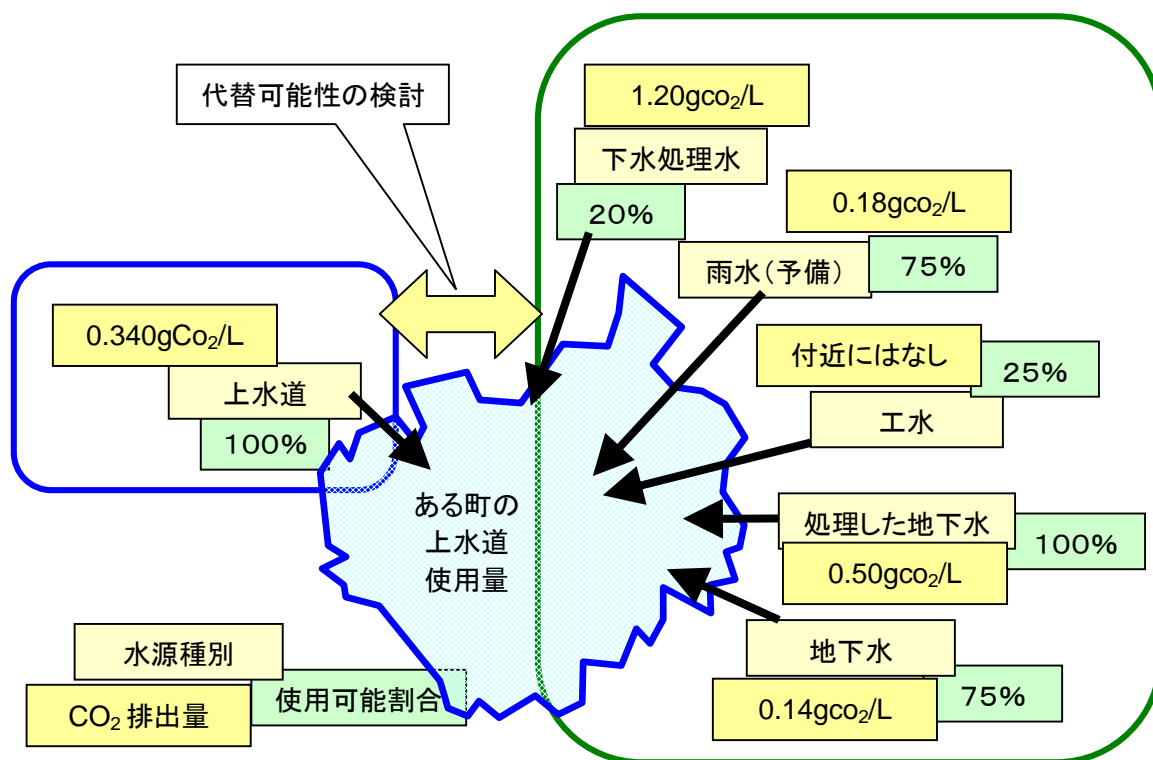 代替可能性の検討
1.20gco₂/L
下水処理水
20%
0.18gco₂/L
雨水(予備)
75%
0.340gCo₂/L
上水道
100%
付近にはなし
25%
工水
ある町の
上水道
使用量
処理した地下水
100%
0.50gco₂/L
地下水
75%
0.14gco₂/L
水源種別
使用可能割合
CO₂排出量